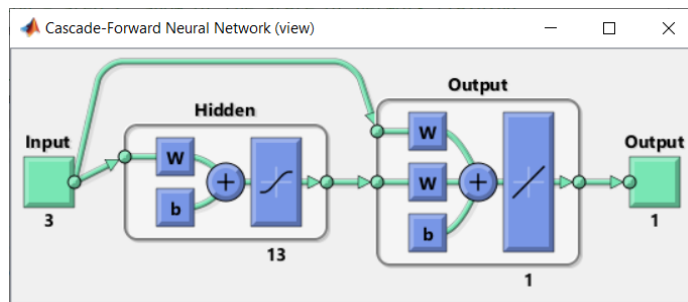 Cascade-Forward Neural Network (view)
Hidden
Output
Input
Output
W
W
W
b
b
3
13
1
1